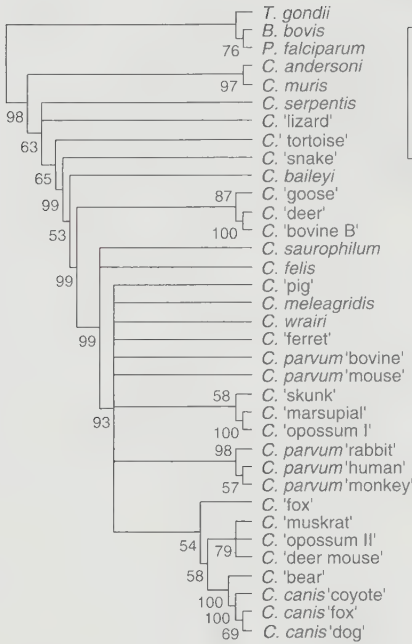 T. gondii
B. bovis
76
P. falciparum
C. andersoni
97
C. muris
98
C. serpentis
C. 'lizard'
63
C.' tortoise'
C. 'snake'
65
C. baileyi
99
87
C. 'goose'
C. 'deer'
53
100
C. 'bovine B'
C. saurophilum
99
C. felis
C. 'pig'
C. meleagridis
C. wrairi
99
C. 'ferret'
C. parvum 'bovine'
C. parvum 'mouse'
58
C. 'skunk'
93
C. 'marsupial'
100
C. 'opossum I'
98
C. parvum 'rabbit'
C. parvum 'human'
57
C. parvum 'monkey'
C. 'fox'
C. 'muskrat'
54
79
C. 'opossum II'
C. 'deer mouse'
58
C. 'bear'
100
C. canis 'coyote'
100
C. canis 'fox'
69
C. canis 'dog'